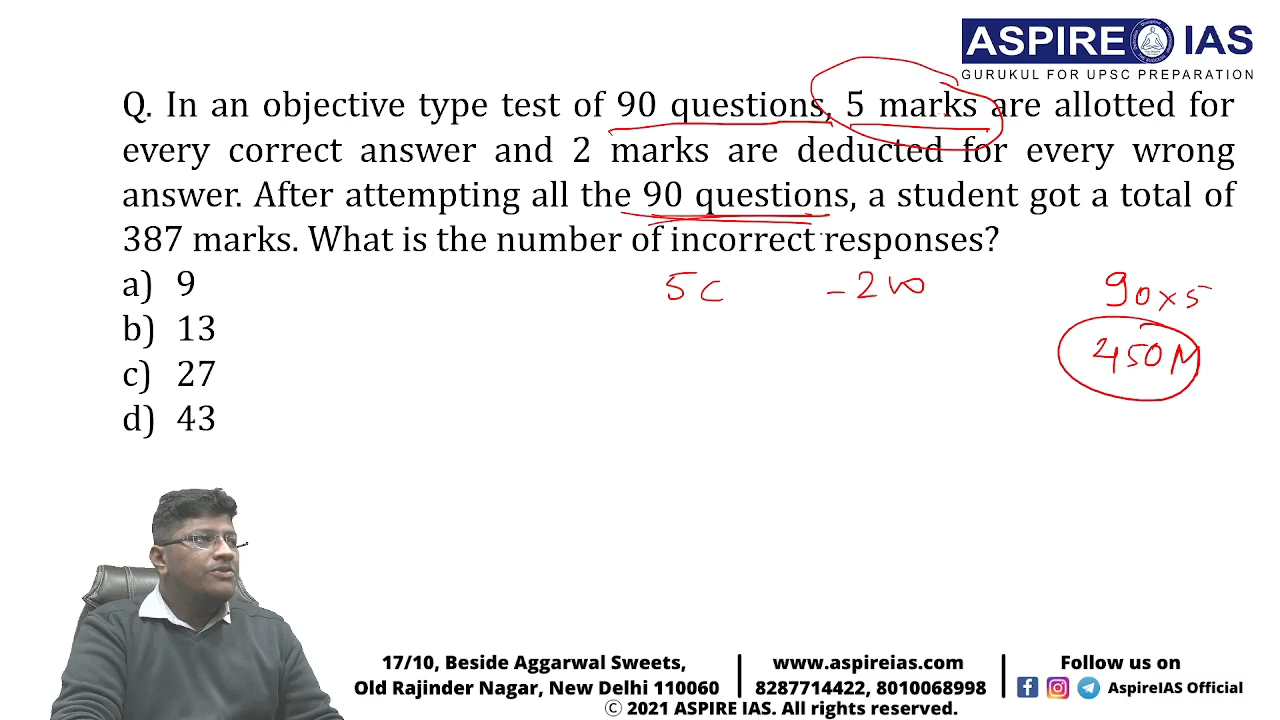 ASPIRE IAS
GURUKUL FOR UPSC PREPARATION
Q. In an objective type test of 90 questions, 5 marks are allotted for
every correct answer and 2 marks are deducted for every wrong
answer. After attempting all the 90 questions, a student got a total of
387 marks. What is the number of incorrect responses?
a) 9
b) 13
c) 27
d) 43
5C -2W
90×5
450M
17/10, Beside Aggarwal Sweets,
Old Rajinder Nagar, New Delhi 110060
www.aspireias.com
8287714422, 8010068998
Follow us on
AspireIAS Official
Ⓒ 2021 ASPIRE IAS. All rights reserved.